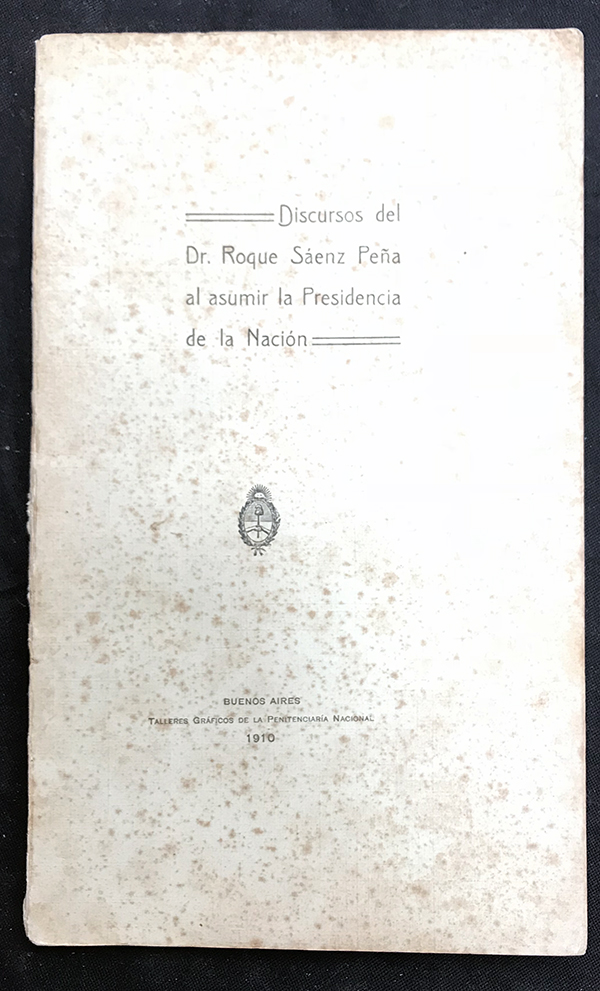 Discursos del
Dr. Roque Sáenz Peña
al asumir la Presidencia
de la Nación
BUENOS AIRES
TALLERES GRÁFICOS DE LA PENITENCIARÍA NACIONAL
1910